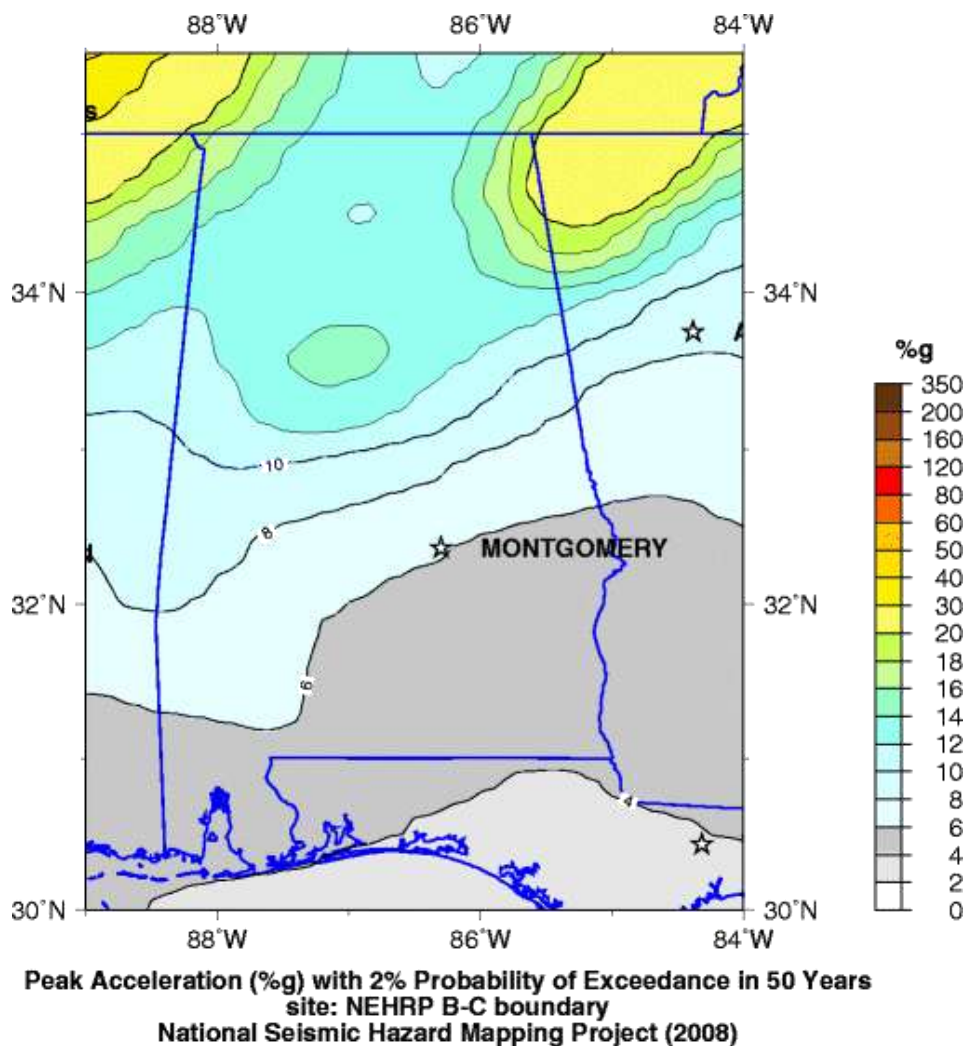 88°W 86°W 84°W
s
34°N 34°N
A
%g
350
200
160
120
80
60
50
40
30
20
18
16
14
12
10
8
6
4
2
0
10
8
MONTGOMERY
32°N 32°N
6
4
30°N 30°N
88°W 86°W 84°W
Peak Acceleration (%g) with 2% Probability of Exceedance in 50 Years
site: NEHRP B-C boundary
National Seismic Hazard Mapping Project (2008)